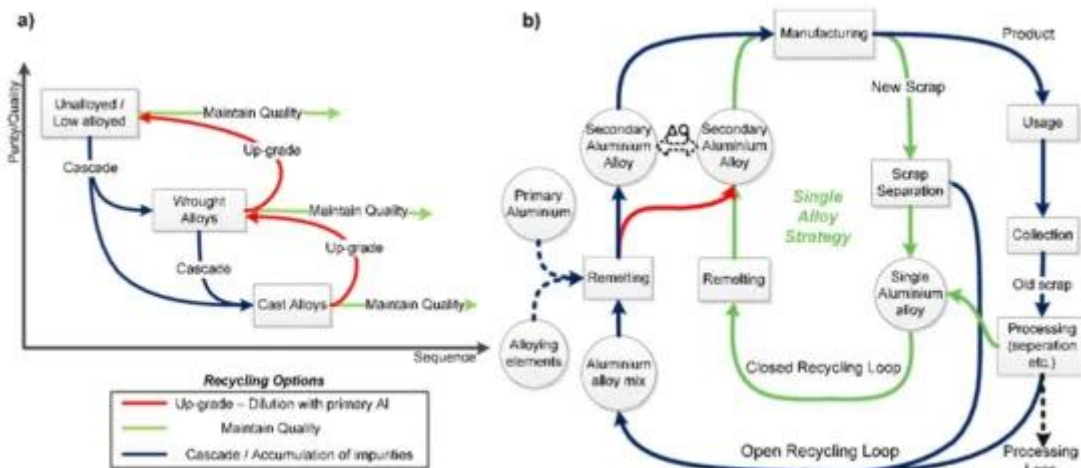 a)
Purity/Quality
Unalloyed /
Low alloyed
Maintain Quality
Up-grade
Cascade
Wrought
Alloys
Maintain Quality
Up-grade
Cascade
Cast Alloys
Maintain Quality
Sequence
Recycling Options
Up-grade – Dilution with primary Al
Maintain Quality
Cascade / Accumulation of impurities
b)
Manufacturing
Product
New Scrap
Usage
Secondary
Aluminium
Alloy
ΔQ
Secondary
Aluminium
Alloy
Scrap
Separation
Primary
Aluminium
Single
Alloy
Strategy
Collection
Remelting
Remelting
Old scrap
Single
Aluminium
alloy
Processing
(seperation
etc.)
Alloying
elements
Aluminium
alloy mix
Closed Recycling Loop
Open Recycling Loop
Processing